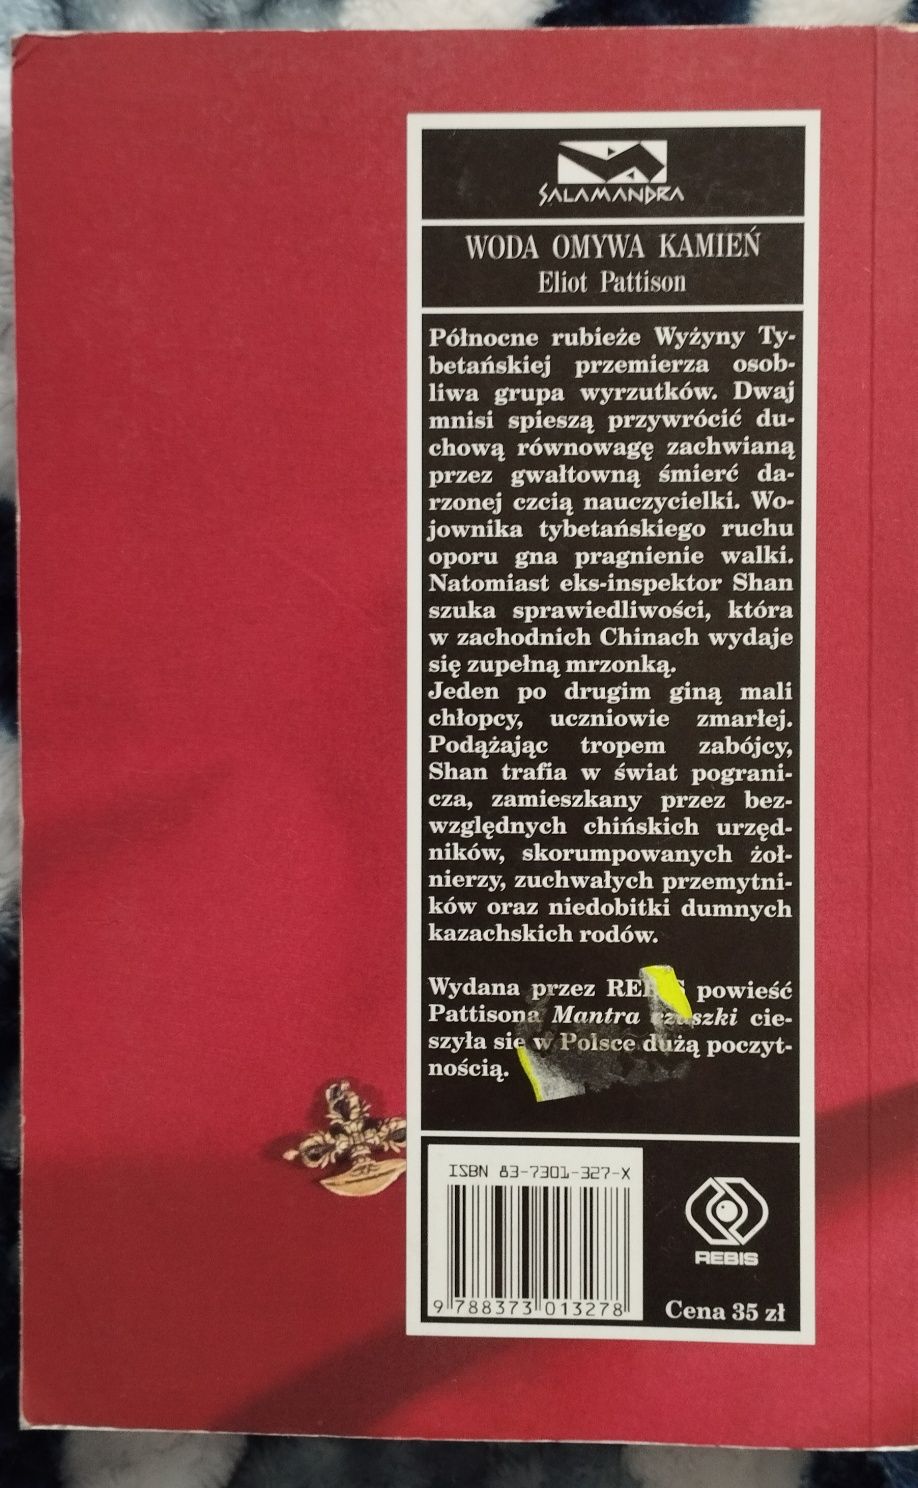 SALAMANDRA
WODA OMYWA KAMIEŃ
Eliot Pattison
Północne rubieże Wyżyny Ty-
betańskiej przemierza osob-
liwa grupa wyrzutków. Dwaj
mnisi spieszą przywrócić du-
chową równowagę zachwianą
przez gwałtowną śmierć da-
rzonej czcią nauczycielki. Wo-
jownika tybetańskiego ruchu
oporu gna pragnienie walki.
Natomiast eks-inspektor Shan
szuka sprawiedliwości, która
w zachodnich Chinach wydaje
się zupełną mrzonką.
Jeden po drugim giną mali
chłopcy, uczniowie zmarłej.
Podążając tropem zabójcy,
Shan trafia w świat pograni-
cza, zamieszkany przez bez-
względnych chińskich urzęd-
ników, skorumpowanych żoł-
nierzy, zuchwałych przemytni-
ków oraz niedobitki dumnych
kazachskich rodów.
Wydana przez REBIS powieść
Pattisona Mantra czaszki cie-
szyła się w Polsce dużą poczyt-
nością.
ISBN 83-7301-327-X
9 788373 013278
REBIS
Cena 35 zł